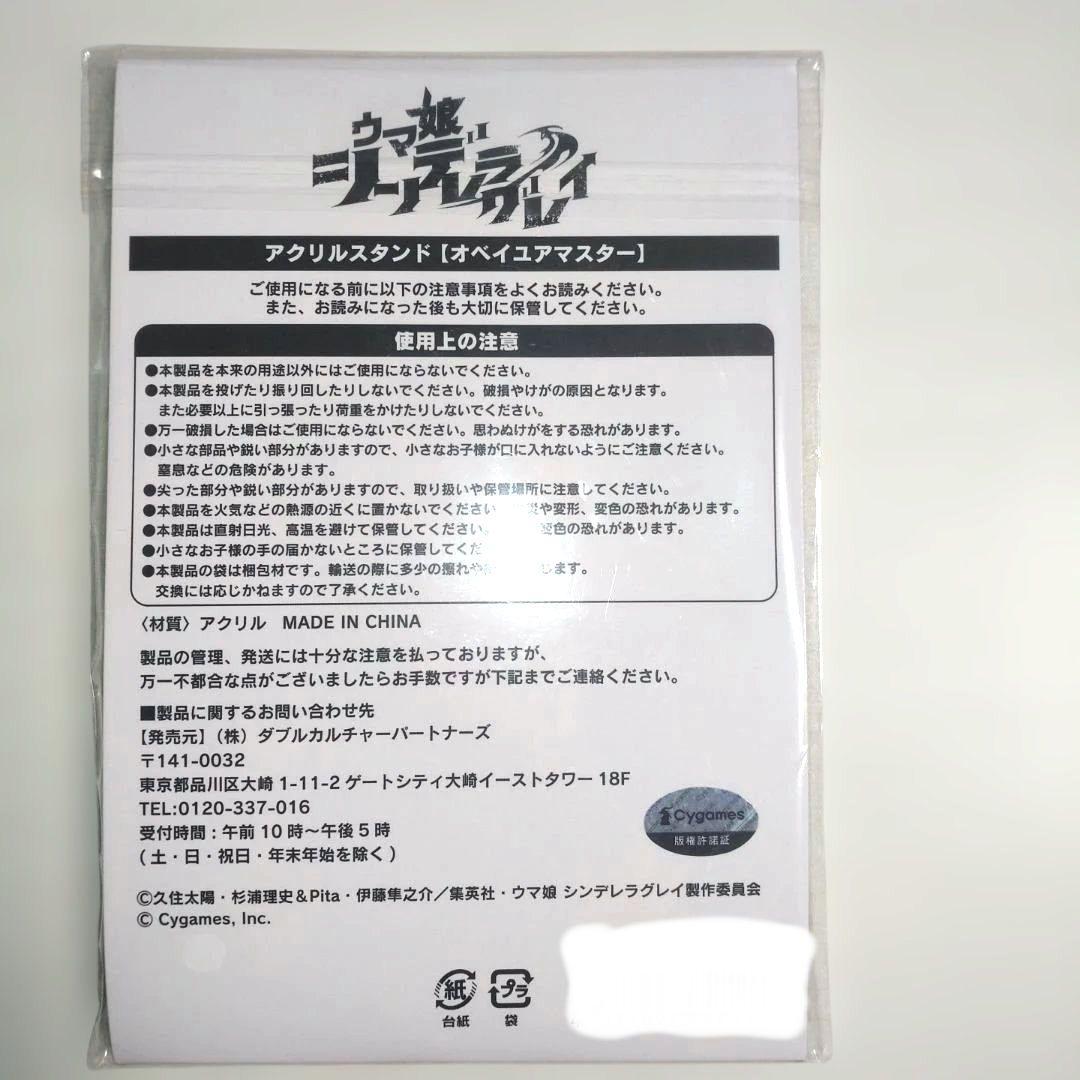 ウマ娘
シンデレラグレイ
アクリルスタンド【オベイユアマスター】
ご使用になる前に以下の注意事項をよくお読みください。
また、お読みになった後も大切に保管してください。
使用上の注意
●本製品を本来の用途以外にはご使用にならないでください。
●本製品を投げたり振り回したりしないでください。破損やけがの原因となります。
また必要以上に引っ張ったり荷重をかけたりしないでください。
●万一破損した場合はご使用にならないでください。思わぬけがをする恐れがあります。
●小さな部品や鋭い部分がありますので、小さなお子様が口に入れないようにご注意ください。
窒息などの危険があります。
●尖った部分や鋭い部分がありますので、取り扱いや保管場所に注意してください。
●本製品を火気などの熱源の近くに置かないでください 災や変形、変色の恐れがあります。
●本製品は直射日光、高温を避けて保管してください。 変色の恐れがあります。
●小さなお子様の手の届かないところに保管してくだ
●本製品の袋は梱包材です。輸送の際に多少の擦れや じます。
交換には応じかねますので了承ください。
〈材質〉アクリル MADE IN CHINA
製品の管理、発送には十分な注意を払っておりますが、
万一不都合な点がございましたらお手数ですが下記までご連絡ください。
■製品に関するお問い合わせ先
【発売元】（株）ダブルカルチャーパートナーズ
〒141-0032
東京都品川区大崎 1-11-2 ゲートシティ大崎イーストタワー 18F
TEL:0120-337-016
受付時間：午前 10 時～午後 5 時
(土・日・祝日・年末年始を除く)
Cygames
版権許諾証
©久住太陽・杉浦理史＆Pita・伊藤隼之介／集英社・ウマ娘 シンデレラグレイ製作委員会
© Cygames, Inc.
紙 プラ
台紙 袋